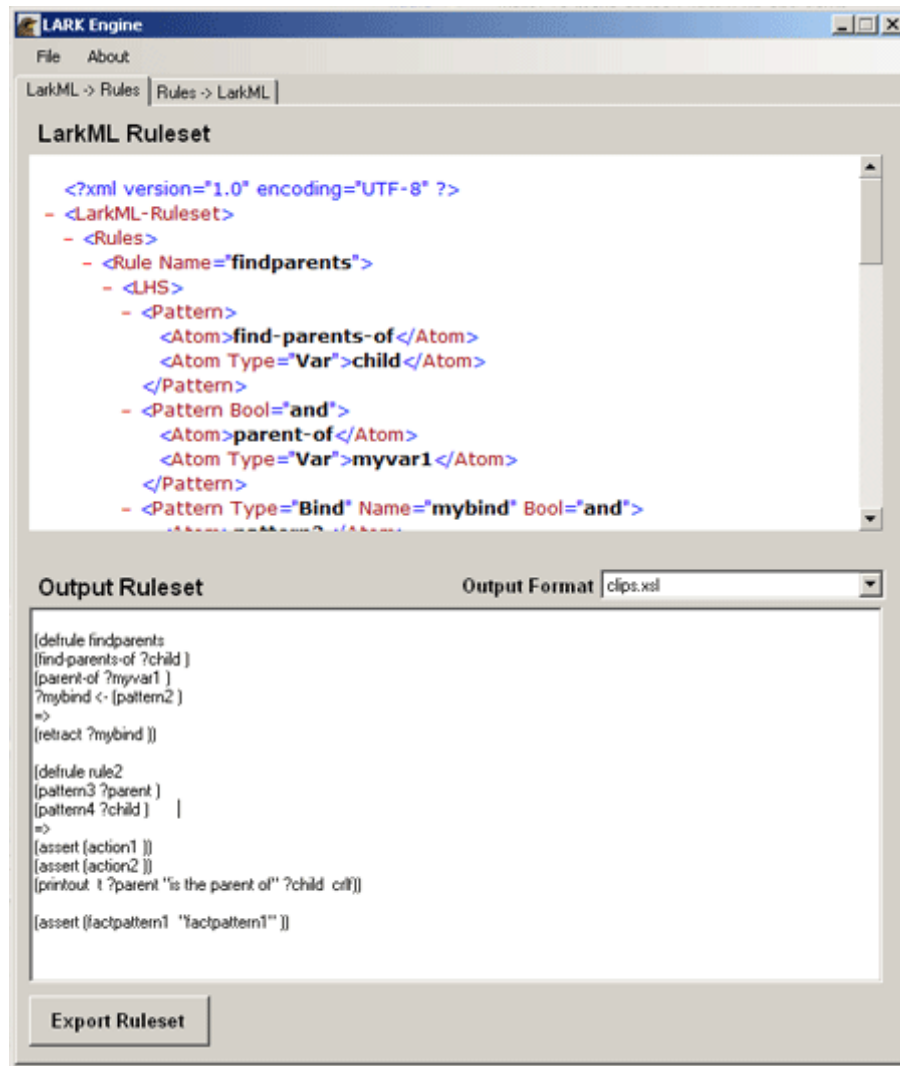 LARK Engine
File About
LarkML -> Rules Rules -> LarkML
LarkML Ruleset
<?xml version="1.0" encoding="UTF-8" ?>
- <LarkML-Ruleset>
- <Rules>
- <Rule Name="findparents">
- <LHS>
- <Pattern>
<Atom>find-parents-of</Atom>
<Atom Type="Var">child</Atom>
</Pattern>
- <Pattern Bool="and">
<Atom>parent-of</Atom>
<Atom Type="Var">myvar1</Atom>
</Pattern>
- <Pattern Type="Bind" Name="mybind" Bool="and">
Output Ruleset Output Format clips.xsl
(defrule findparents
(find-parents-of ?child )
(parent-of ?myvar1 )
?mybind <- (pattern2 )
=>
(retract ?mybind ))
(defrule rule2
(pattern3 ?parent )
(pattern4 ?child )
=>
(assert (action1 ))
(assert (action2 ))
(printout t ?parent "is the parent of" ?child crlf))
(assert (factpattern1 "factpattern1" ))
Export Ruleset